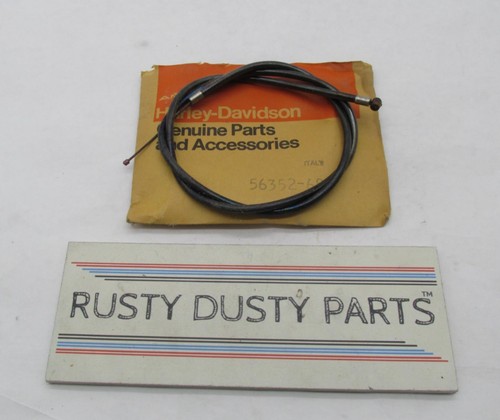 Harley-Davidson
Genuine Parts
and Accessories
RUSTY DUSTY PARTS™